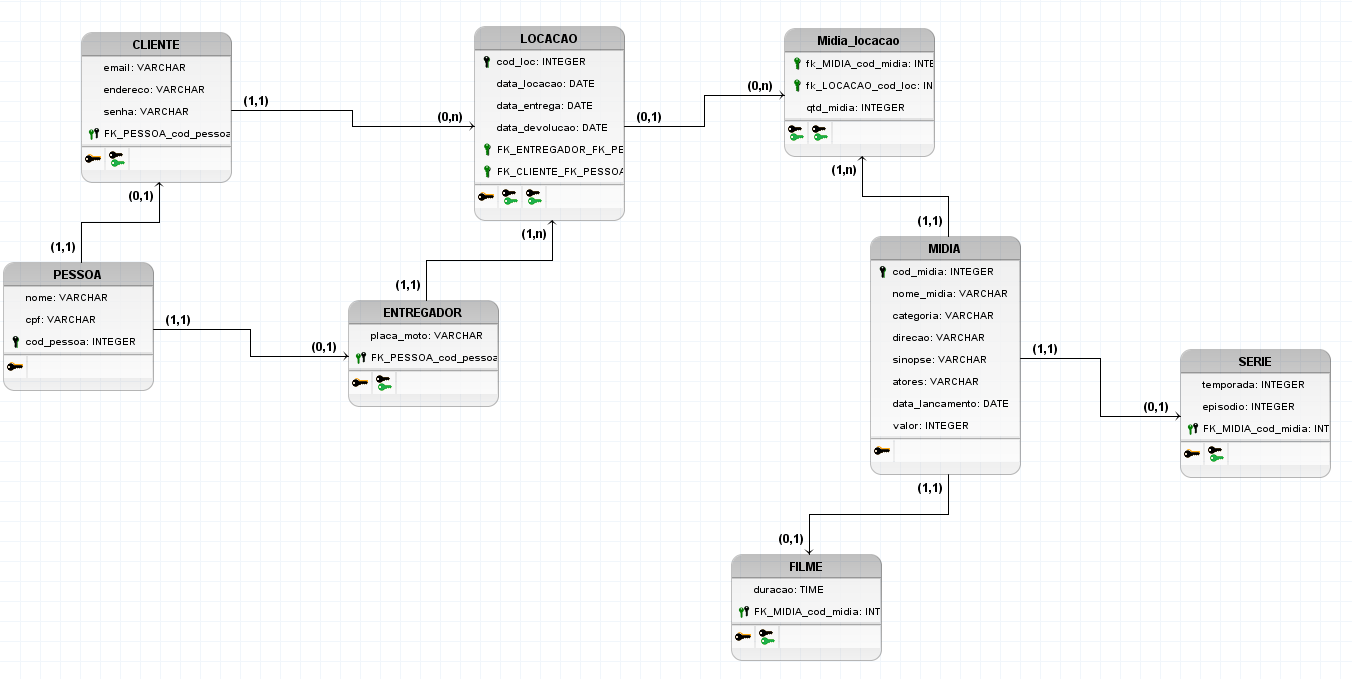 CLIENTE
email: VARCHAR
endereco: VARCHAR
senha: VARCHAR
FK_PESSOA_cod_pessoa
(1,1)
(0,n)
(0,1)
(1,1)
PESSOA
nome: VARCHAR
cpf: VARCHAR
cod_pessoa: INTEGER
(1,1)
(0,1)
LOCACAO
cod_loc: INTEGER
data_locacao: DATE
data_entrega: DATE
data_devolucao: DATE
FK_ENTREGADOR_FK_PE
FK_CLIENTE_FK_PESSOA
(0,1)
(0,n)
(1,n)
(1,1)
ENTREGADOR
placa_moto: VARCHAR
FK_PESSOA_cod_pessoa
Midia_locacao
fk_MIDIA_cod_midia: INTE
fk_LOCACAO_cod_loc: IN
qtd_midia: INTEGER
(1,n)
(1,1)
MIDIA
cod_midia: INTEGER
nome_midia: VARCHAR
categoria: VARCHAR
direcao: VARCHAR
sinopse: VARCHAR
atores: VARCHAR
data_lancamento: DATE
valor: INTEGER
(1,1)
(0,1)
SERIE
temporada: INTEGER
episodio: INTEGER
FK_MIDIA_cod_midia: INT
(1,1)
(0,1)
FILME
duracao: TIME
FK_MIDIA_cod_midia: INT